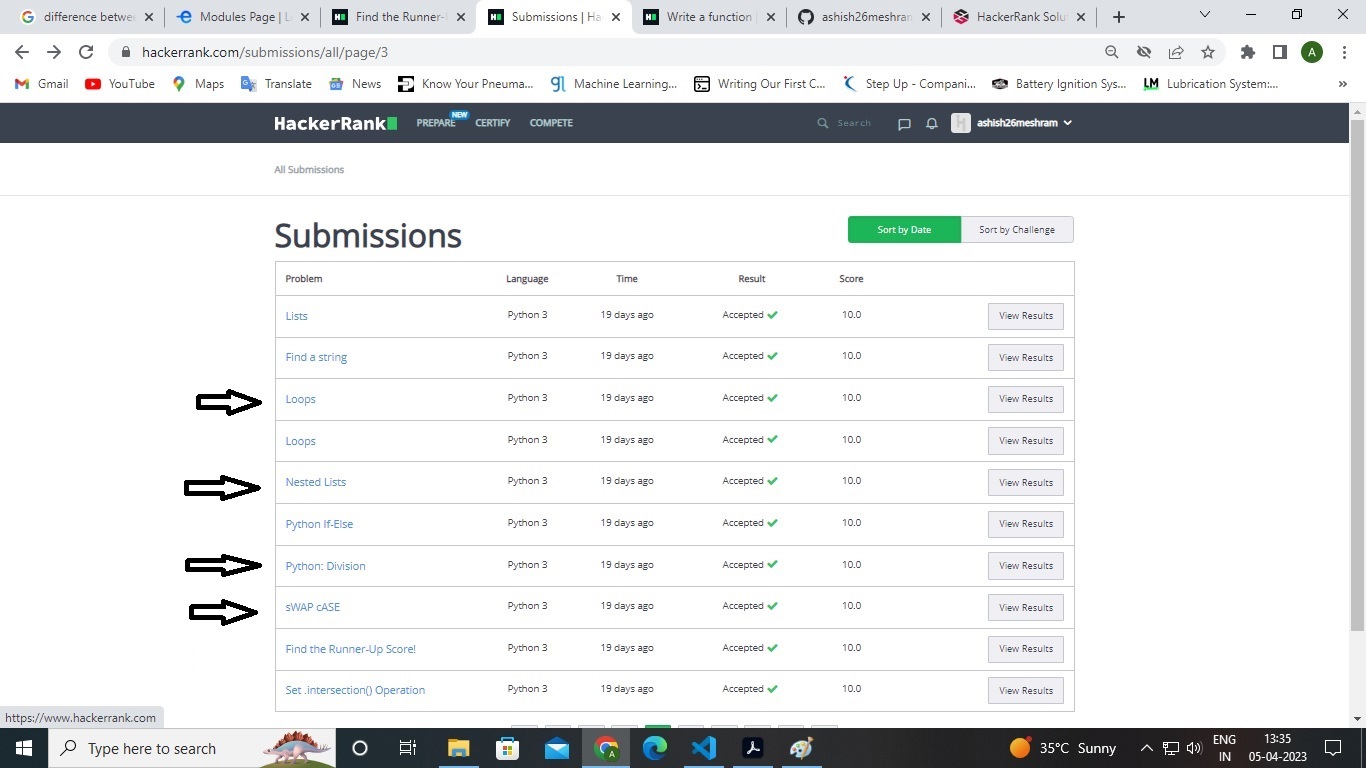 difference betwee
Modules Page | L
Find the Runner-U
Submissions | Ha
Write a function |
ashish26meshram
HackerRank Solu
hackerrank.com/submissions/all/page/3
A
Gmail
YouTube
Maps
Translate
News
Know Your Pneuma...
Machine Learning,...
Writing Our First C...
Step Up - Compani...
Battery Ignition Sys...
LM Lubrication System:...
»
HackerRank
PREPARE NEW
CERTIFY
COMPETE
Search
ashish26meshram
All Submissions
Submissions
Sort by Date
Sort by Challenge
Problem Language Time Result Score
Lists Python 3 19 days ago Accepted 10.0 View Results
Find a string Python 3 19 days ago Accepted 10.0 View Results
Loops Python 3 19 days ago Accepted 10.0 View Results
Loops Python 3 19 days ago Accepted 10.0 View Results
Nested Lists Python 3 19 days ago Accepted 10.0 View Results
Python If-Else Python 3 19 days ago Accepted 10.0 View Results
Python: Division Python 3 19 days ago Accepted 10.0 View Results
sWAP cASE Python 3 19 days ago Accepted 10.0 View Results
Find the Runner-Up Score! Python 3 19 days ago Accepted 10.0 View Results
Set .intersection() Operation Python 3 19 days ago Accepted 10.0 View Results
https://www.hackerrank.com
Type here to search
35°C Sunny
ENG
IN
13:35
05-04-2023